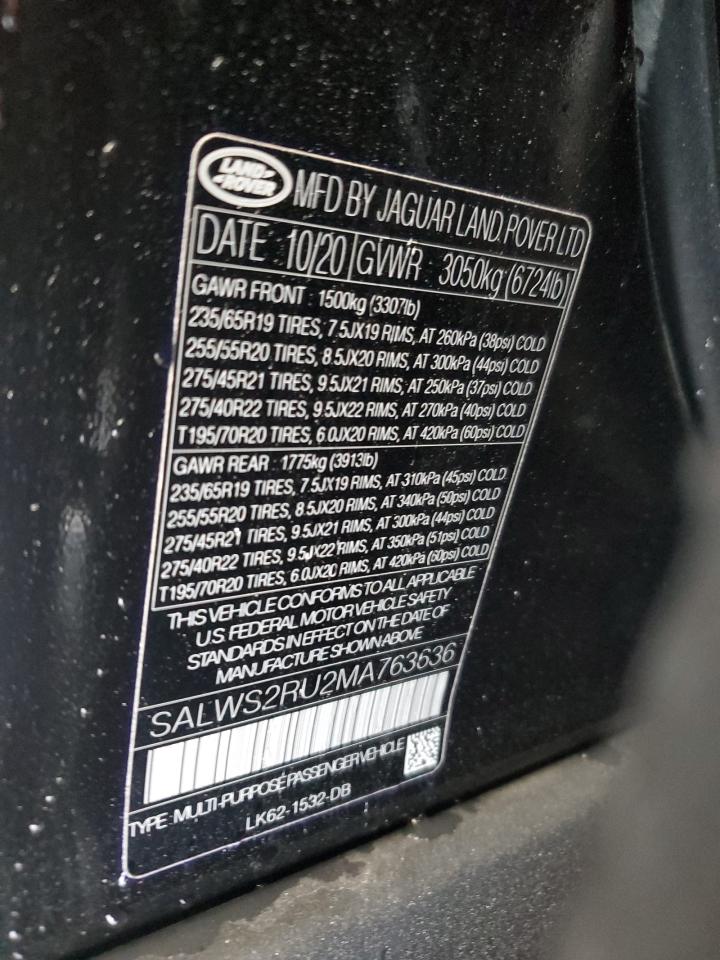 LAND ROVER
MFD BY JAGUAR LAND ROVER LTD
DATE 10/20 GVWR 3050kg (6724lb)
GAWR FRONT : 1500kg (3307lb)
235/65R19 TIRES, 7.5JX19 RIMS, AT 260kPa (38psi) COLD
255/55R20 TIRES, 8.5JX20 RIMS, AT 300kPa (44psi) COLD
275/45R21 TIRES, 9.5JX21 RIMS, AT 250kPa (37psi) COLD
275/40R22 TIRES, 9.5JX22 RIMS, AT 270kPa (40psi) COLD
T195/70R20 TIRES, 6.0JX20 RIMS, AT 420kPa (60psi) COLD
GAWR REAR : 1775kg (3913lb)
235/65R19 TIRES, 7.5JX19 RIMS, AT 310kPa (45psi) COLD
255/55R20 TIRES, 8.5JX20 RIMS, AT 340kPa (50psi) COLD
275/45R21 TIRES, 9.5JX21 RIMS, AT 300kPa (44psi) COLD
275/40R22 TIRES, 9.5JX22 RIMS, AT 350kPa (51psi) COLD
T195/70R20 TIRES, 6.0JX20 RIMS, AT 420kPa (60psi) COLD
THIS VEHICLE CONFORMS TO ALL APPLICABLE
U.S. FEDERAL MOTOR VEHICLE SAFETY
STANDARDS IN EFFECT ON THE DATE OF
MANUFACTURE SHOWN ABOVE
SALWS2RU2MA763636
TYPE : MULTI-PURPOSE PASSENGER VEHICLE
LK62-1532-DB